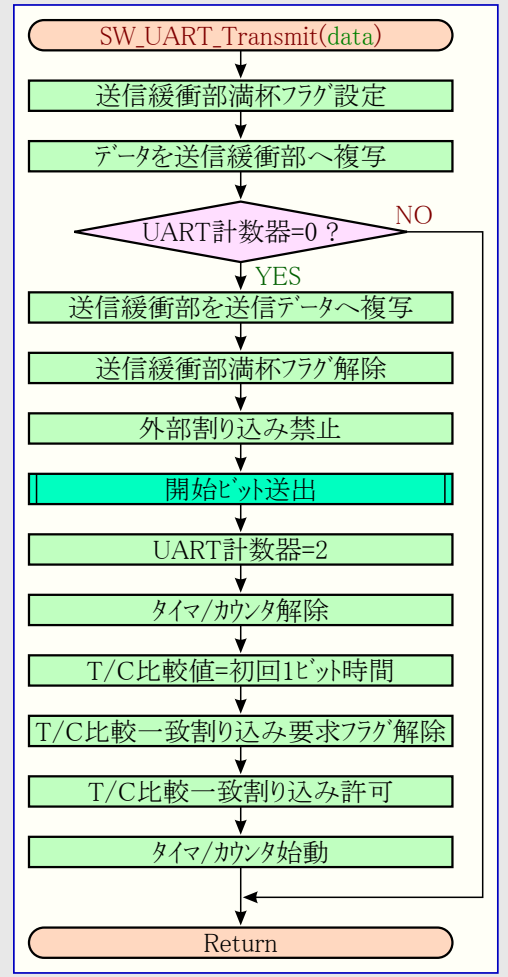 SW_UART_Transmit(data)
送信緩衝部満杯フラグ設定
データを送信緩衝部へ複写
UART計数器=0 ?
NO
YES
送信緩衝部を送信データへ複写
送信緩衝部満杯フラグ解除
外部割り込み禁止
開始ビット送出
UART計数器=2
タイマ/カウンタ解除
T/C比較値=初回1ビット時間
T/C比較一致割り込み要求フラグ解除
T/C比較一致割り込み許可
タイマ/カウンタ始動
Return